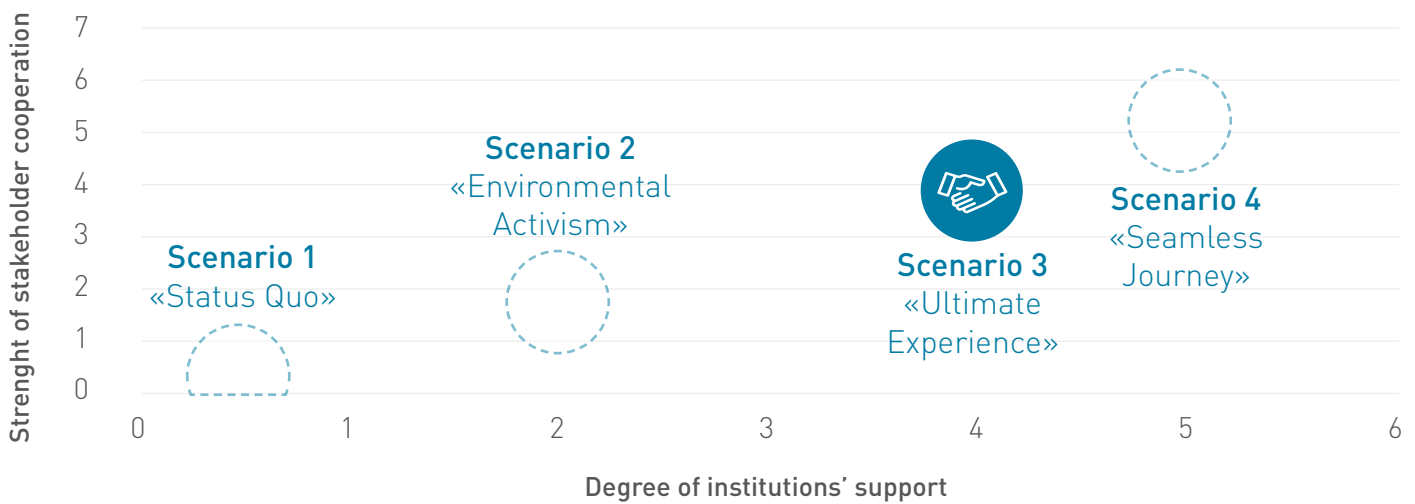 Strenght of stakeholder cooperation
7
6
5
4
3
2
1
0
Scenario 1
«Status Quo»
Scenario 2
«Environmental
Activism»
Scenario 3
«Ultimate
Experience»
Scenario 4
«Seamless
Journey»
0 1 2 3 4 5 6
Degree of institutions’ support